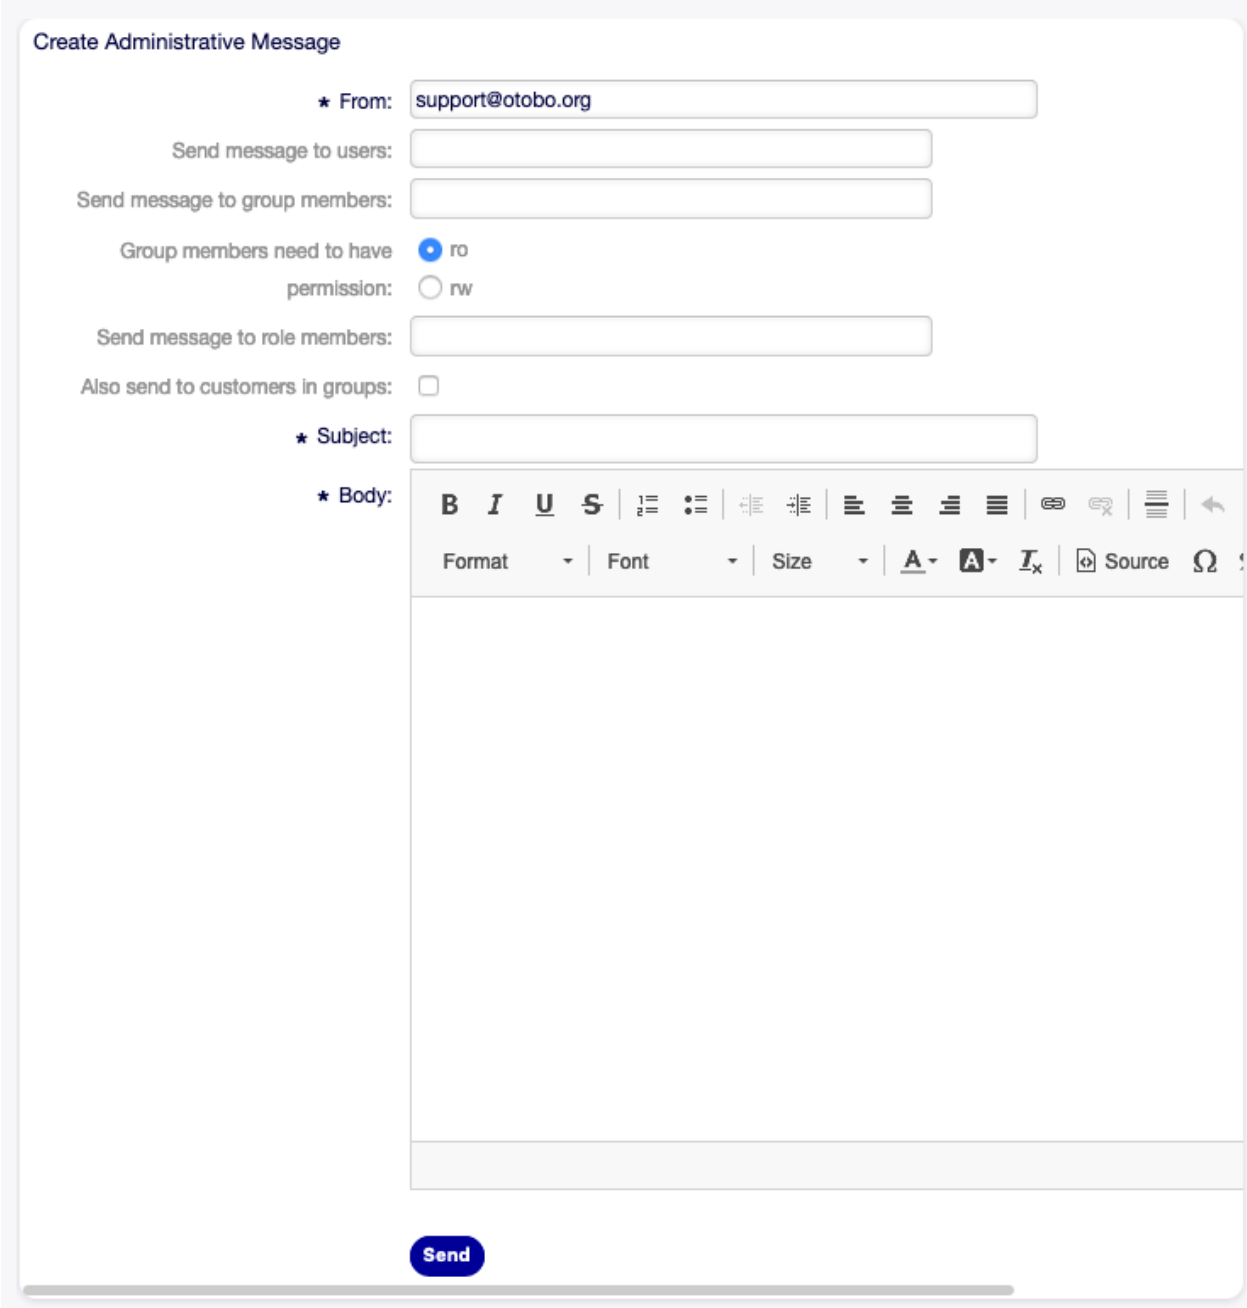 Create Administrative Message
★ From: support@otobo.org
Send message to users:
Send message to group members:
Group members need to have permission: ro
rw
Send message to role members:
Also send to customers in groups:
★ Subject:
★ Body:
B I U S
Format Font Size A A Tx Source Ω
Send